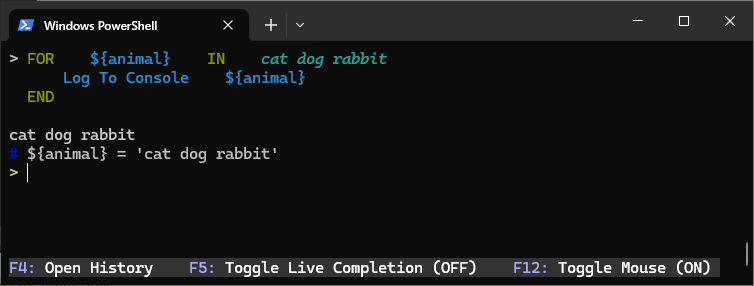 Windows PowerShell
> FOR    ${animal}    IN    cat dog rabbit
      Log To Console    ${animal}
  END
cat dog rabbit
# ${animal} = 'cat dog rabbit'
>
F4: Open History    F5: Toggle Live Completion (OFF)    F12: Toggle Mouse (ON)